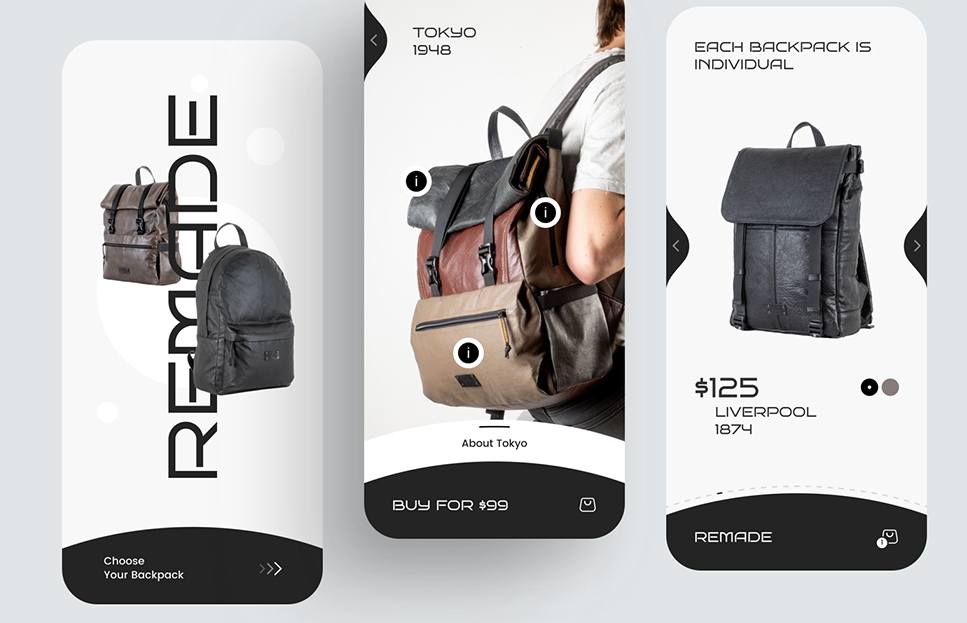 REMADE
Choose
Your Backpack
TOKYO
1948
i
i
i
About Tokyo
BUY FOR $99
EACH BACKPACK IS
INDIVIDUAL
$125
LIVERPOOL
1874
REMADE
1